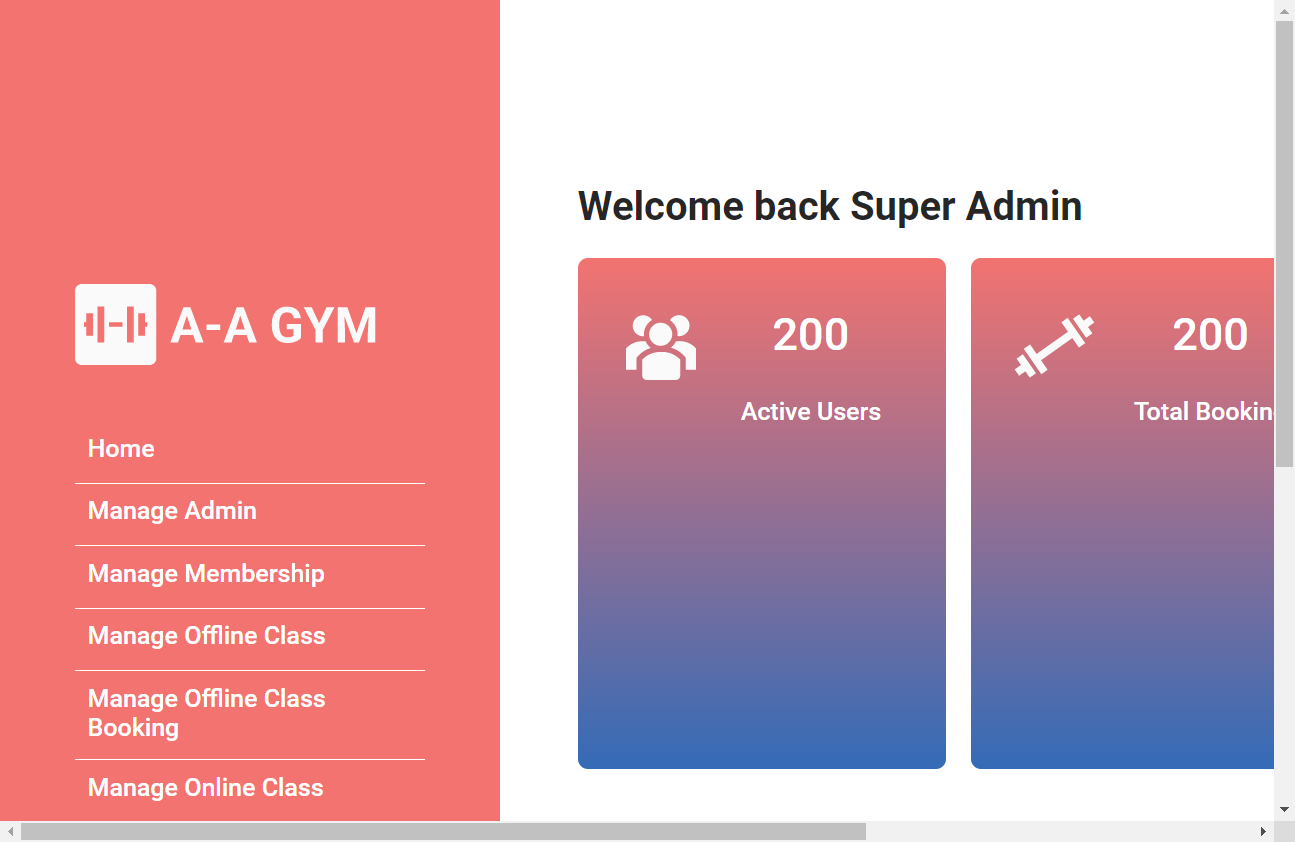 A-A GYM
Home
Manage Admin
Manage Membership
Manage Offline Class
Manage Offline Class
Booking
Manage Online Class
Welcome back Super Admin
200
Active Users
200
Total Bookin